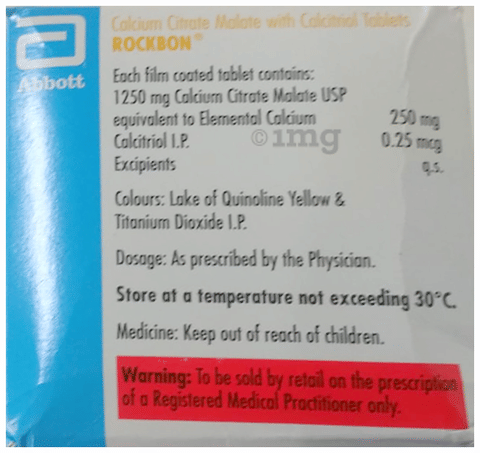 Abbott
Calcium Citrate Malate with Calcitriol Tablets
ROCKBON®
Each film coated tablet contains:
1250 mg Calcium Citrate Malate USP
equivalent to Elemental Calcium 250 mg
Calcitriol I.P. 0.25 mcg
©1mg
Excipients q.s.
Colours: Lake of Quinoline Yellow &
Titanium Dioxide I.P.
Dosage: As prescribed by the Physician.
Store at a temperature not exceeding 30°C.
Medicine: Keep out of reach of children.
Warning: To be sold by retail on the prescription
of a Registered Medical Practitioner only.